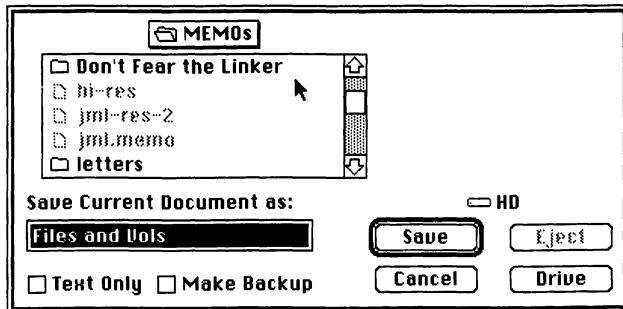 MEMOs
Don't Fear the Linker
hi-res
jml-res-2
jml.memo
letters
Save Current Document as:
HD
Files and Vols
Save
Eject
Text Only
Make Backup
Cancel
Drive